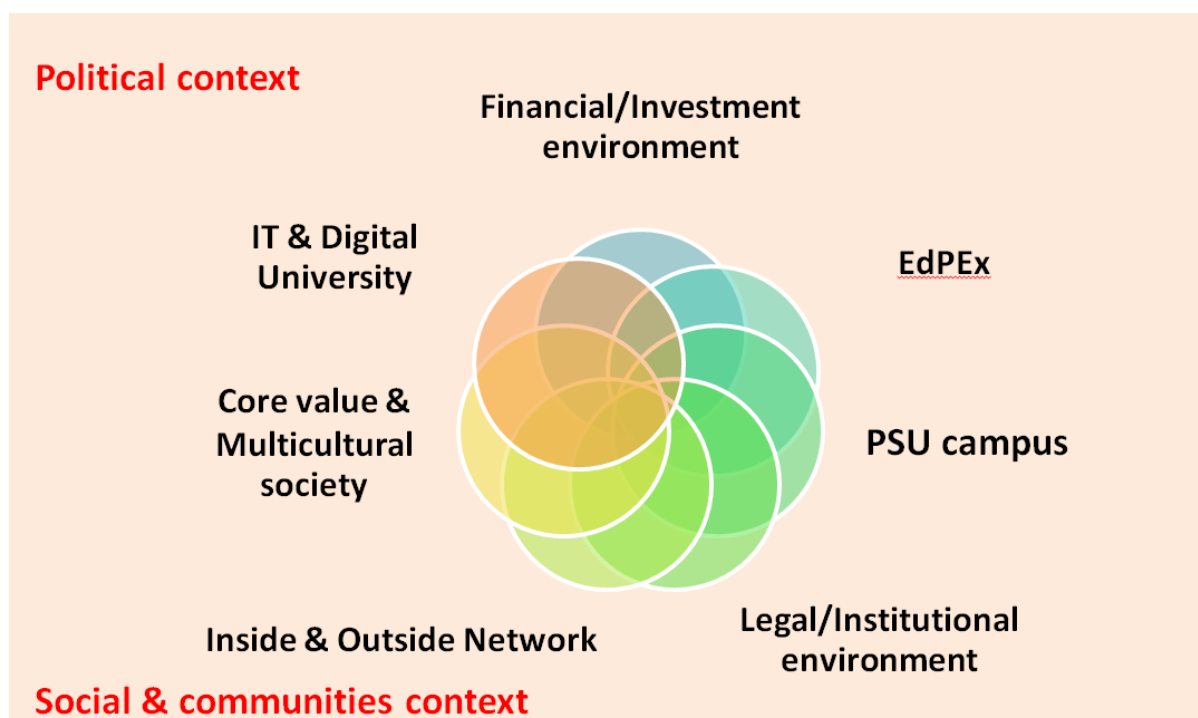 Political context
Financial/Investment
environment
IT & Digital
University
EdPEx
Core value &
Multicultural
society
PSU campus
Legal/Institutional
environment
Inside & Outside Network
Social & communities context